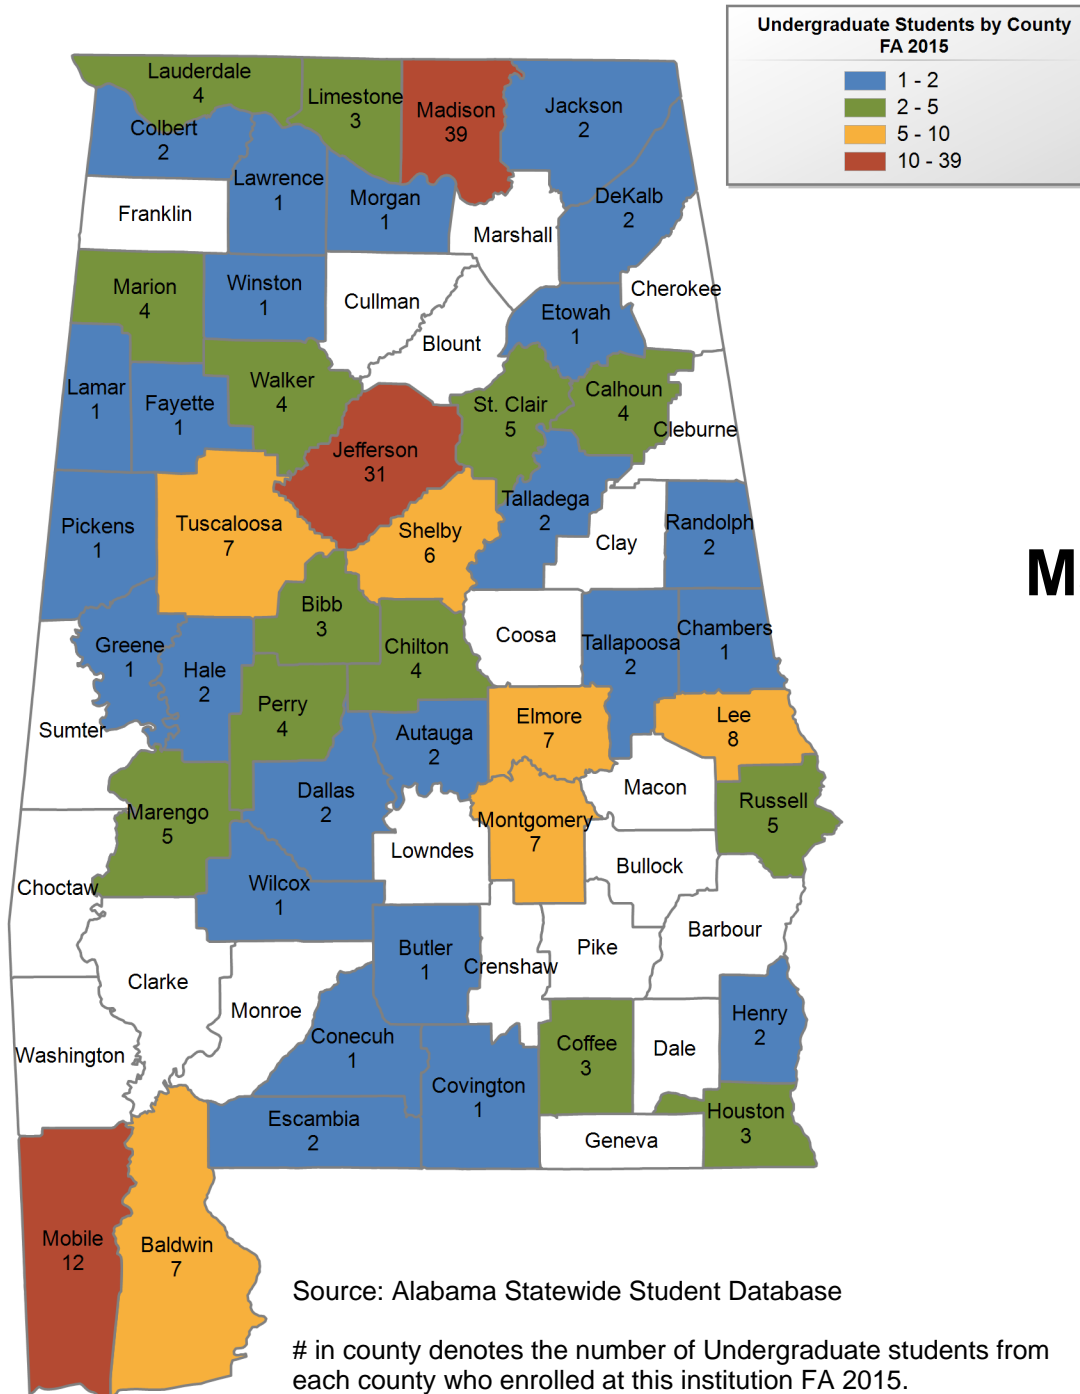 Undergraduate Students by County
FA 2015
1 - 2
2 - 5
5 - 10
10 - 39
Lauderdale
4
Limestone
3
Madison
39
Jackson
2
Colbert
2
Lawrence
1
Morgan
1
DeKalb
2
Franklin
Marshall
Marion
4
Winston
1
Cullman
Cherokee
Etowah
1
Blount
Lamar
1
Fayette
1
Walker
4
St. Clair
5
Calhoun
4
Cleburne
Jefferson
31
Pickens
1
Tuscaloosa
7
Shelby
6
Talladega
2
Clay
Randolph
2
M
Bibb
3
Greene
1
Hale
2
Chilton
4
Coosa
Tallapoosa
2
Chambers
1
Sumter
Perry
4
Autauga
2
Elmore
7
Lee
8
Marengo
5
Dallas
2
Montgomery
7
Macon
Russell
5
Choctaw
Wilcox
1
Lowndes
Bullock
Clarke
Butler
1
Crenshaw
Pike
Barbour
Washington
Monroe
Conecuh
1
Covington
1
Coffee
3
Dale
Henry
2
Escambia
2
Geneva
Houston
3
Mobile
12
Baldwin
7
Source: Alabama Statewide Student Database
# in county denotes the number of Undergraduate students from
each county who enrolled at this institution FA 2015.